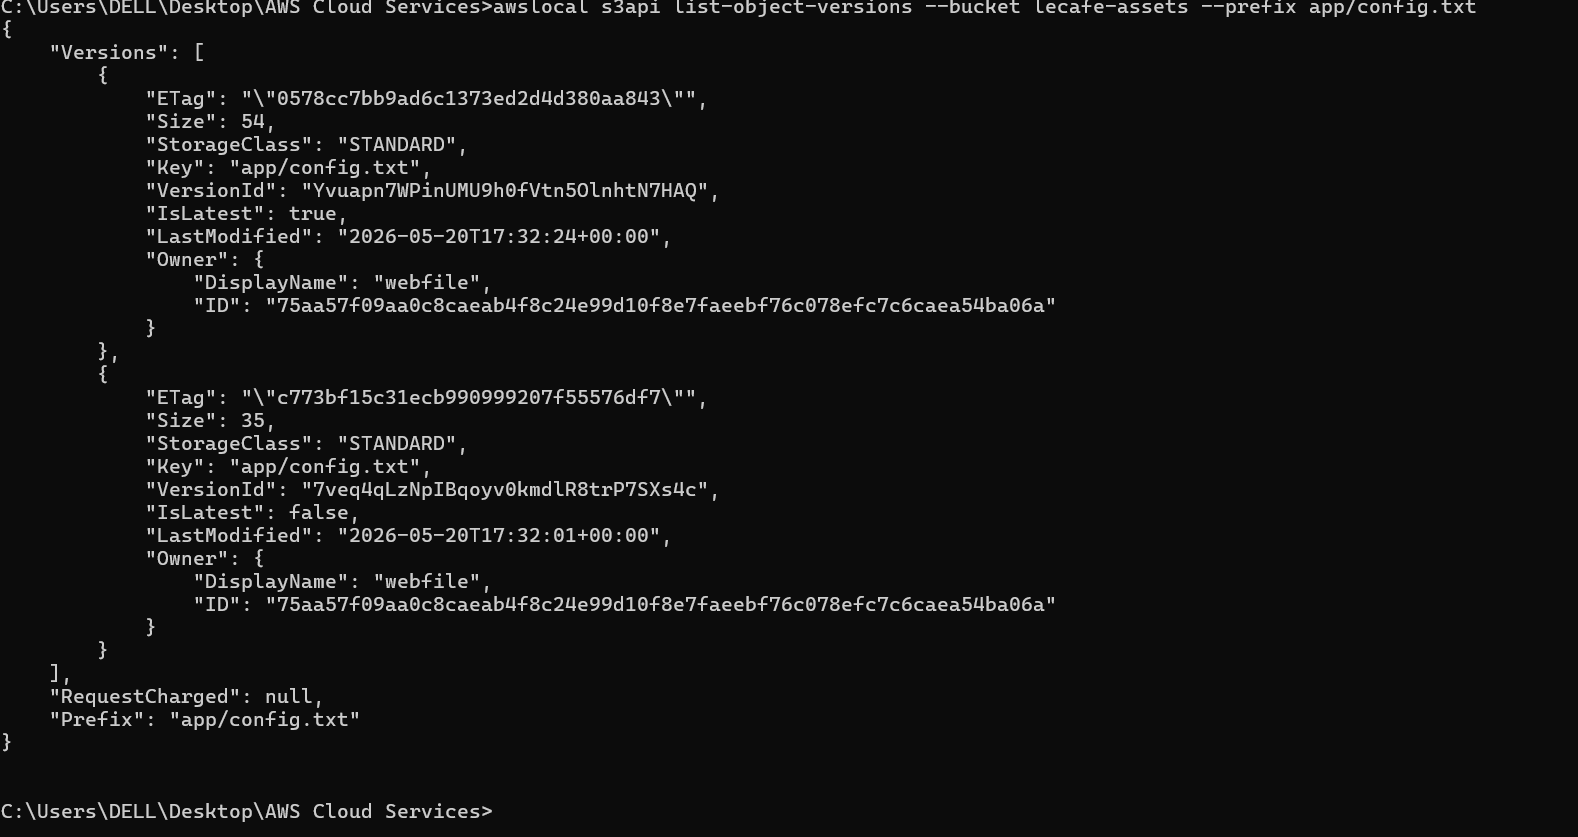 C:\Users\DELL\Desktop\AWS Cloud Services>awslocal s3api list-object-versions --bucket lecafe-assets --prefix app/config.txt
{
    "Versions": [
        {
            "ETag": "\"0578cc7bb9ad6c1373ed2d4d380aa843\"",
            "Size": 54,
            "StorageClass": "STANDARD",
            "Key": "app/config.txt",
            "VersionId": "Yvuapn7WPinUMU9h0fVtn5OlnhtN7HAQ",
            "IsLatest": true,
            "LastModified": "2026-05-20T17:32:24+00:00",
            "Owner": {
                "DisplayName": "webfile",
                "ID": "75aa57f09aa0c8caeab4f8c24e99d10f8e7faeebf76c078efc7c6caea54ba06a"
            }
        },
        {
            "ETag": "\"c773bf15c31ecb990999207f55576df7\"",
            "Size": 35,
            "StorageClass": "STANDARD",
            "Key": "app/config.txt",
            "VersionId": "7veq4qLzNpIBqoyv0kmdlR8trP7SXs4c",
            "IsLatest": false,
            "LastModified": "2026-05-20T17:32:01+00:00",
            "Owner": {
                "DisplayName": "webfile",
                "ID": "75aa57f09aa0c8caeab4f8c24e99d10f8e7faeebf76c078efc7c6caea54ba06a"
            }
        }
    ],
    "RequestCharged": null,
    "Prefix": "app/config.txt"
}
C:\Users\DELL\Desktop\AWS Cloud Services>